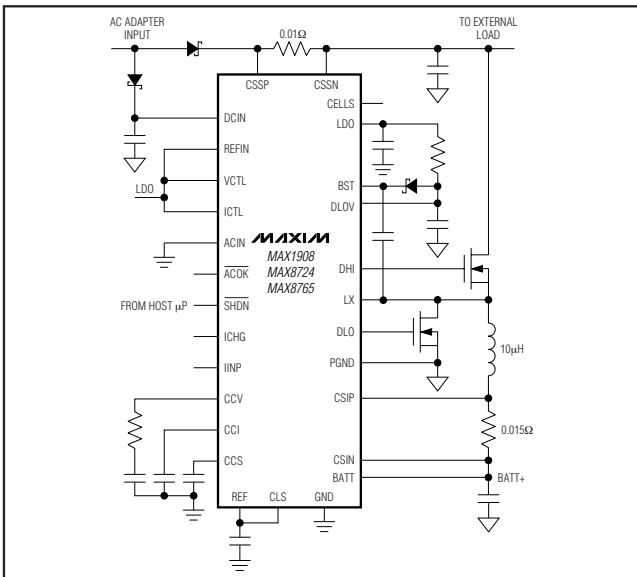 AC ADAPTER
INPUT
0.01Ω
TO EXTERNAL
LOAD
CSSP
CSSN
CELLS
LDO
DCIN
REFIN
VCTL
LDO
ICTL
BST
DLOV
ACIN
MAXIM
MAX1908
MAX8724
MAX8765
ACOK
DHI
FROM HOST µP
SHDN
LX
ICHG
DLO
IINP
PGND
10µH
CCV
CSIP
CCI
0.015Ω
CCS
CSIN
BATT
BATT+
REF
CLS
GND